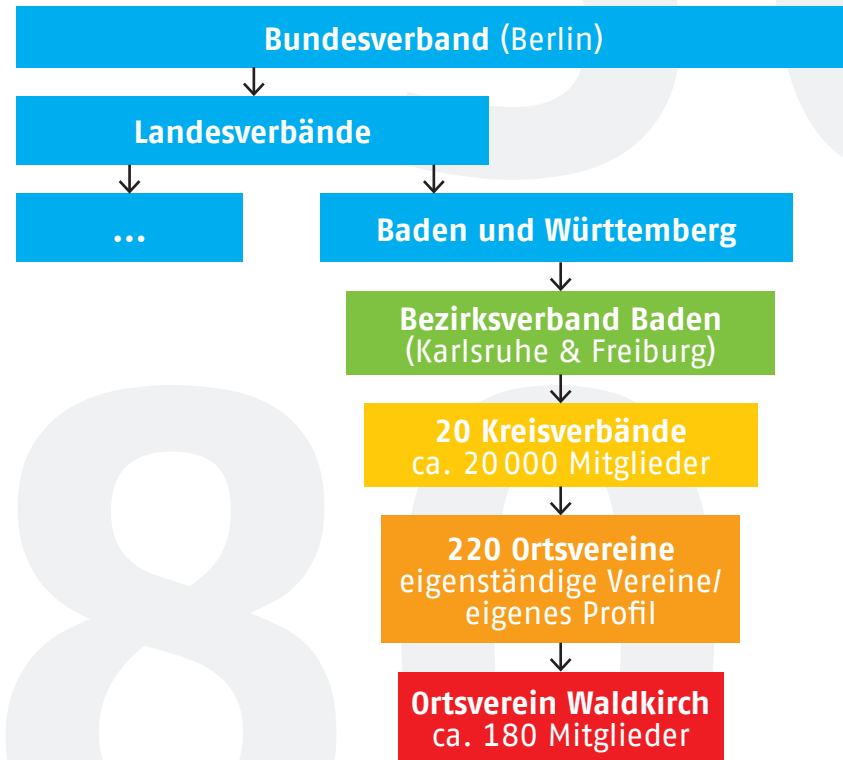 Bundesverband (Berlin)
Landesverbände
...
Baden und Württemberg
Bezirksverband Baden
(Karlsruhe & Freiburg)
20 Kreisverbände
ca. 20 000 Mitglieder
220 Ortsvereine
eigenständige Vereine/
eigenes Profil
Ortsverein Waldkirch
ca. 180 Mitglieder
80